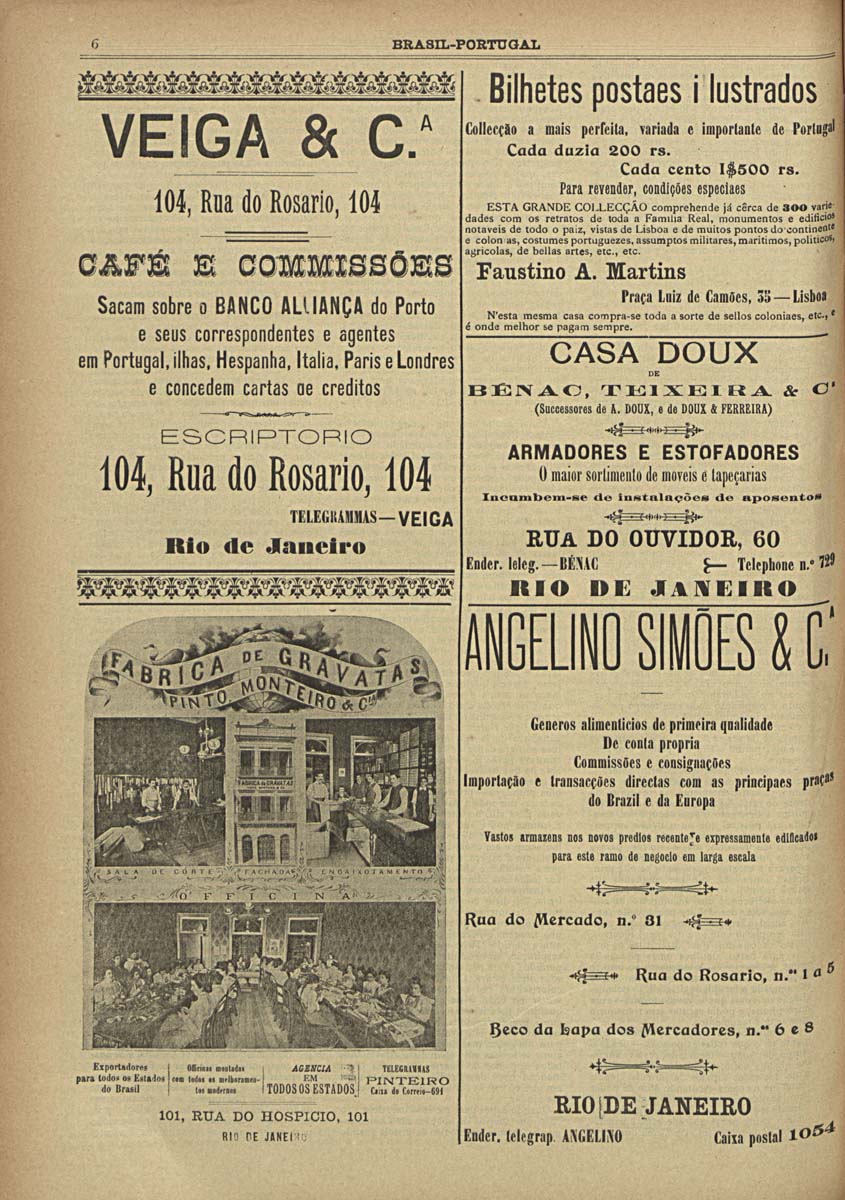 6
BRASIL-PORTUGAL
VEIGA & C.A
104, Rua do Rosario, 104
CAFÉ E COMMISSÕES
Sacam sobre o BANCO ALLIANÇA do Porto
e seus correspondentes e agentes
em Portugal, ilhas, Hespanha, Italia, Paris e Londres
e concedem cartas de creditos
ESCRIPTORIO
104, Rua do Rosario, 104
TELEGRAMMAS—VEIGA
Rio de Janeiro
FABRICA DE GRAVATAS
PINTO, MONTEIRO & Cia
FABRICA DE GRAVATAS
SALA DE CÓRTE
FACHADA
ENCAIXOTAMENTO
OFFICINA
Exportadores
para todos os Estados
do Brasil
Officinas montadas
com todos os melhoramen-
tos modernos
AGENCIA
EM
TODOS OS ESTADOS
TELEGRAMMAS
PINTEIRO
Caixa do Correio-691
101, RUA DO HOSPICIO, 101
RIO DE JANEIRO
Bilhetes postaes i lustrados
Collecção a mais perfeita, variada e importante de Portugal
Cada duzia 200 rs.
Cada cento 1$500 rs.
Para revender, condições especiaes
ESTA GRANDE COLLECÇÃO comprehende já cêrca de 300 varie-
dades com os retratos de toda a Familia Real, monumentos e edificios
notaveis de todo o paiz, vistas de Lisboa e de muitos pontos do continente
e colonias, costumes portuguezes, assumptos militares, maritimos, politicos,
agricolas, de bellas artes, etc., etc.
Faustino A. Martins
Praça Luiz de Camões, 35—Lisboa
N'esta mesma casa compra-se toda a sorte de sellos coloniaes, etc., e
é onde melhor se pagam sempre.
CASA DOUX
DE
BÉNAC, TEIXEIRA & Cª
(Successores de A. DOUX, e de DOUX & FERREIRA)
ARMADORES E ESTOFADORES
O maior sortimento de moveis e tapeçarias
Incumbem-se de instalações de aposentos
RUA DO OUVIDOR, 60
Ender. teleg.—BÉNAC
Telephone n.º 729
RIO DE JANEIRO
ANGELINO SIMÕES & C.A
Generos alimenticios de primeira qualidade
De conta propria
Commissões e consignações
Importação e transacções directas com as principaes praças
do Brazil e da Europa
Vastos armazens nos novos predios recente e expressamente edificados
para este ramo de negocio em larga escala
Rua do Mercado, n.º 31
Rua do Rosario, n.os 1 a 5
Beco da Lapa dos Mercadores, n.os 6 e 8
RIO DE JANEIRO
Ender. telegrap. ANGELINO
Caixa postal 1054